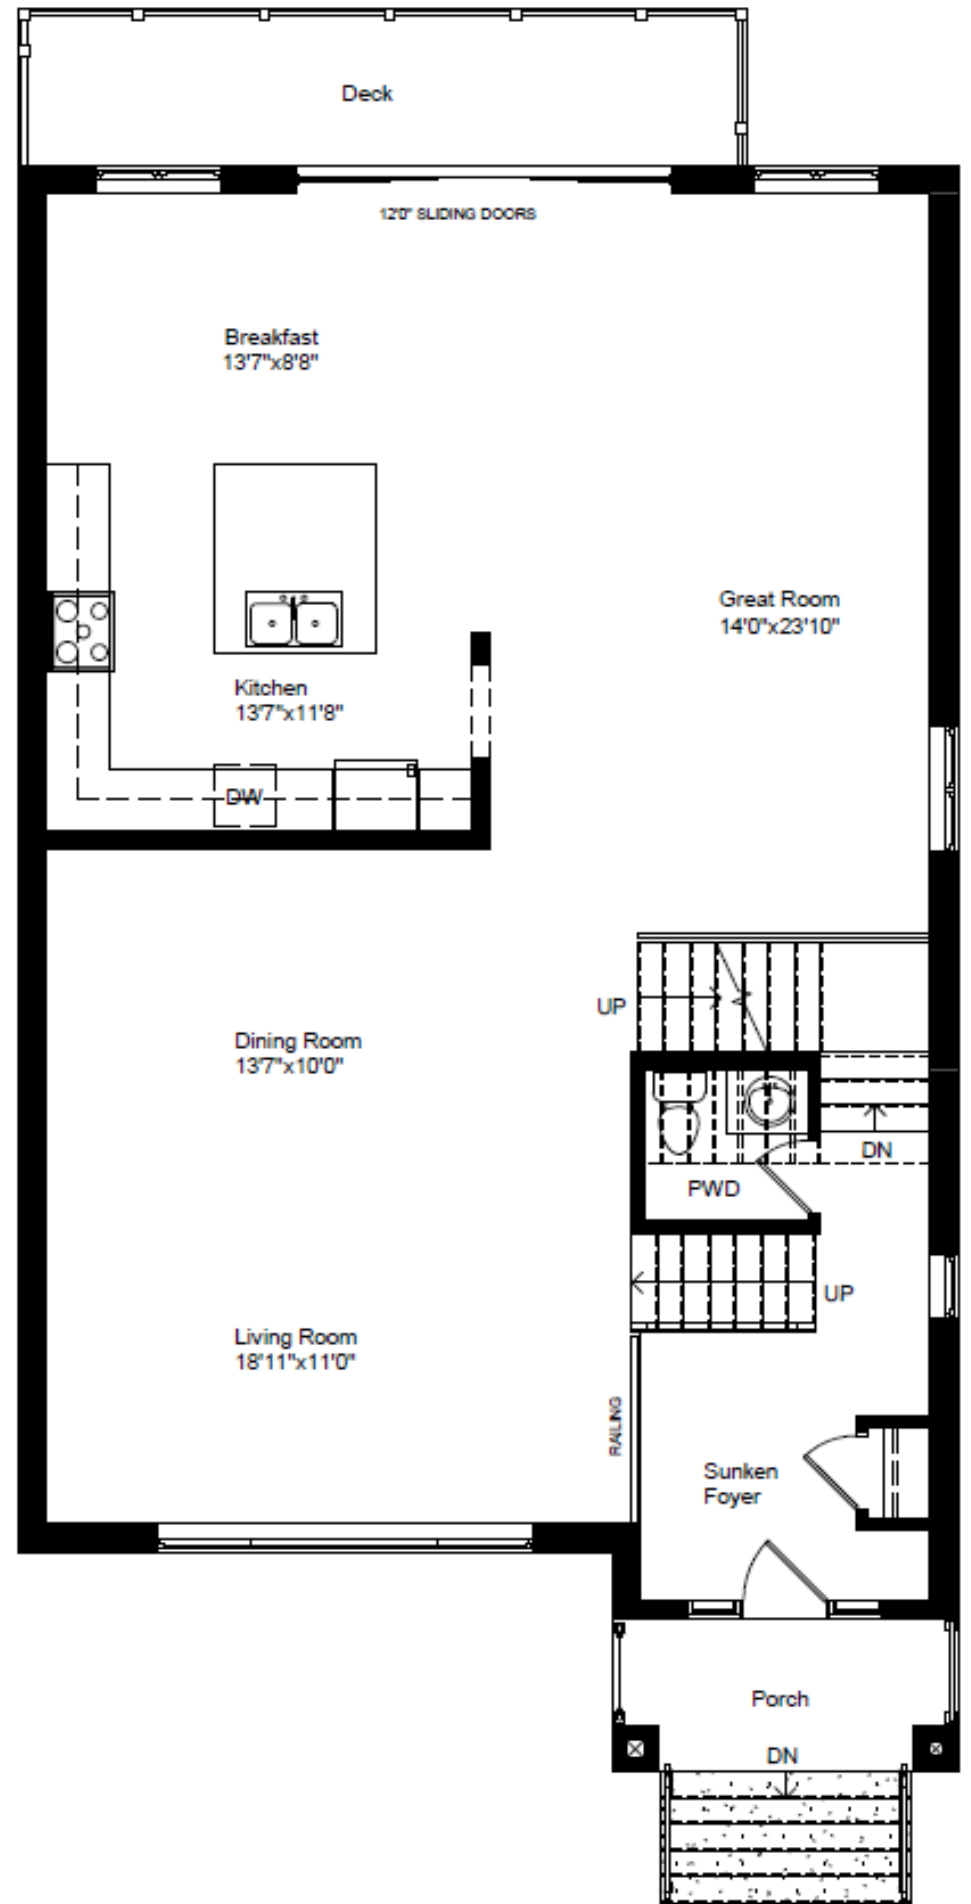 Deck
12'0" SLIDING DOORS
Breakfast
13'7"x8'8"
Great Room
14'0"x23'10"
Kitchen
13'7"x11'8"
DW
UP
Dining Room
13'7"x10'0"
DN
PWD
UP
Living Room
18'11"x11'0"
RAILING
Sunken
Foyer
Porch
DN